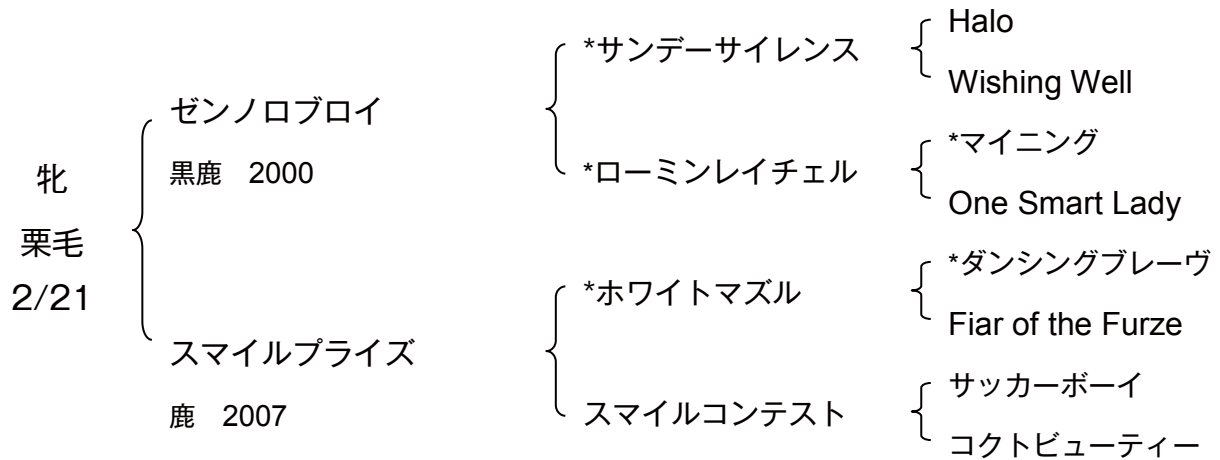 牝
栗毛
2/21
ゼンノロブロイ
黒鹿 2000
スマイルプライズ
鹿 2007
*サンデーサイレンス
*ローミンレイチェル
*ホワイトマズル
スマイルコンテスト
Halo
Wishing Well
*マイニング
One Smart Lady
*ダンシングブレーヴ
Fiar of the Furze
サッカーボーイ
コクトビューティー